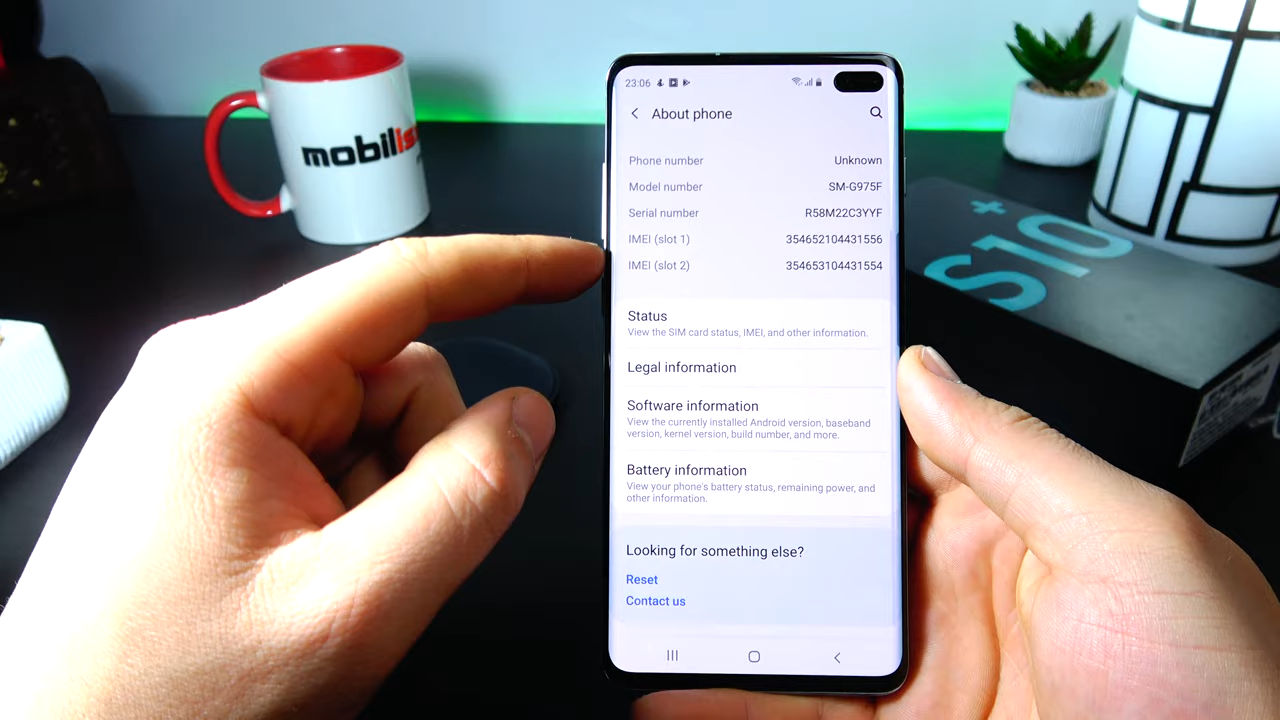 mobilis
23:06
About phone
Phone number Unknown
Model number SM-G975F
Serial number R58M22C3YYF
IMEI (slot 1) 354652104431556
IMEI (slot 2) 354653104431554
Status
View the SIM card status, IMEI, and other information.
Legal information
Software information
View the currently installed Android version, baseband
version, kernel version, build number, and more.
Battery information
View your phone's battery status, remaining power, and
other information.
Looking for something else?
Reset
Contact us
S10+